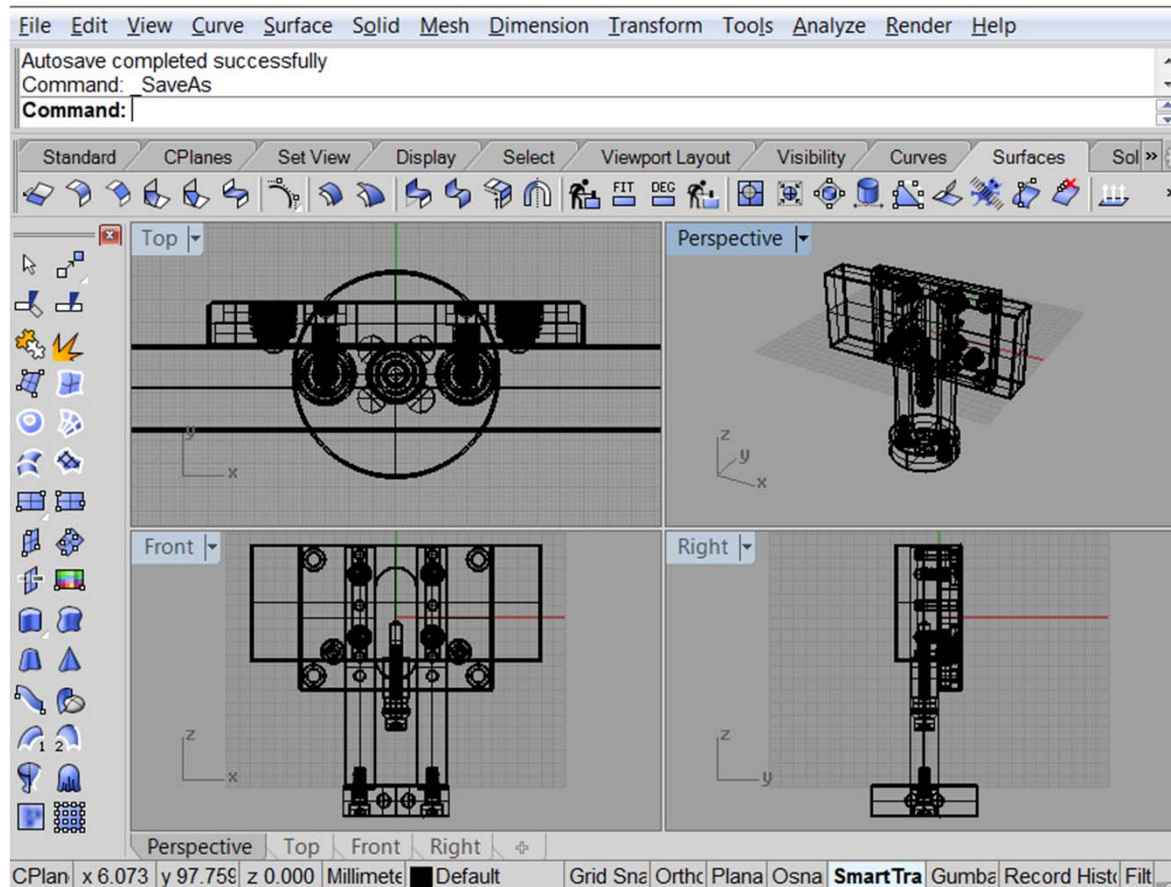 File Edit View Curve Surface Solid Mesh Dimension Transform Tools Analyze Render Help
Autosave completed successfully
Command: _SaveAs
Command:
Standard CPlanes Set View Display Select Viewport Layout Visibility Curves Surfaces Sol »
FIT DEG
Top Perspective
y
x
z
y
x
Front Right
z
x
z
y
1 2
Perspective Top Front Right
CPlan x 6.073 y 97.759 z 0.000 Millimete Default Grid Sna Ortho Plana Osna SmartTra Gumba Record Histo Filt